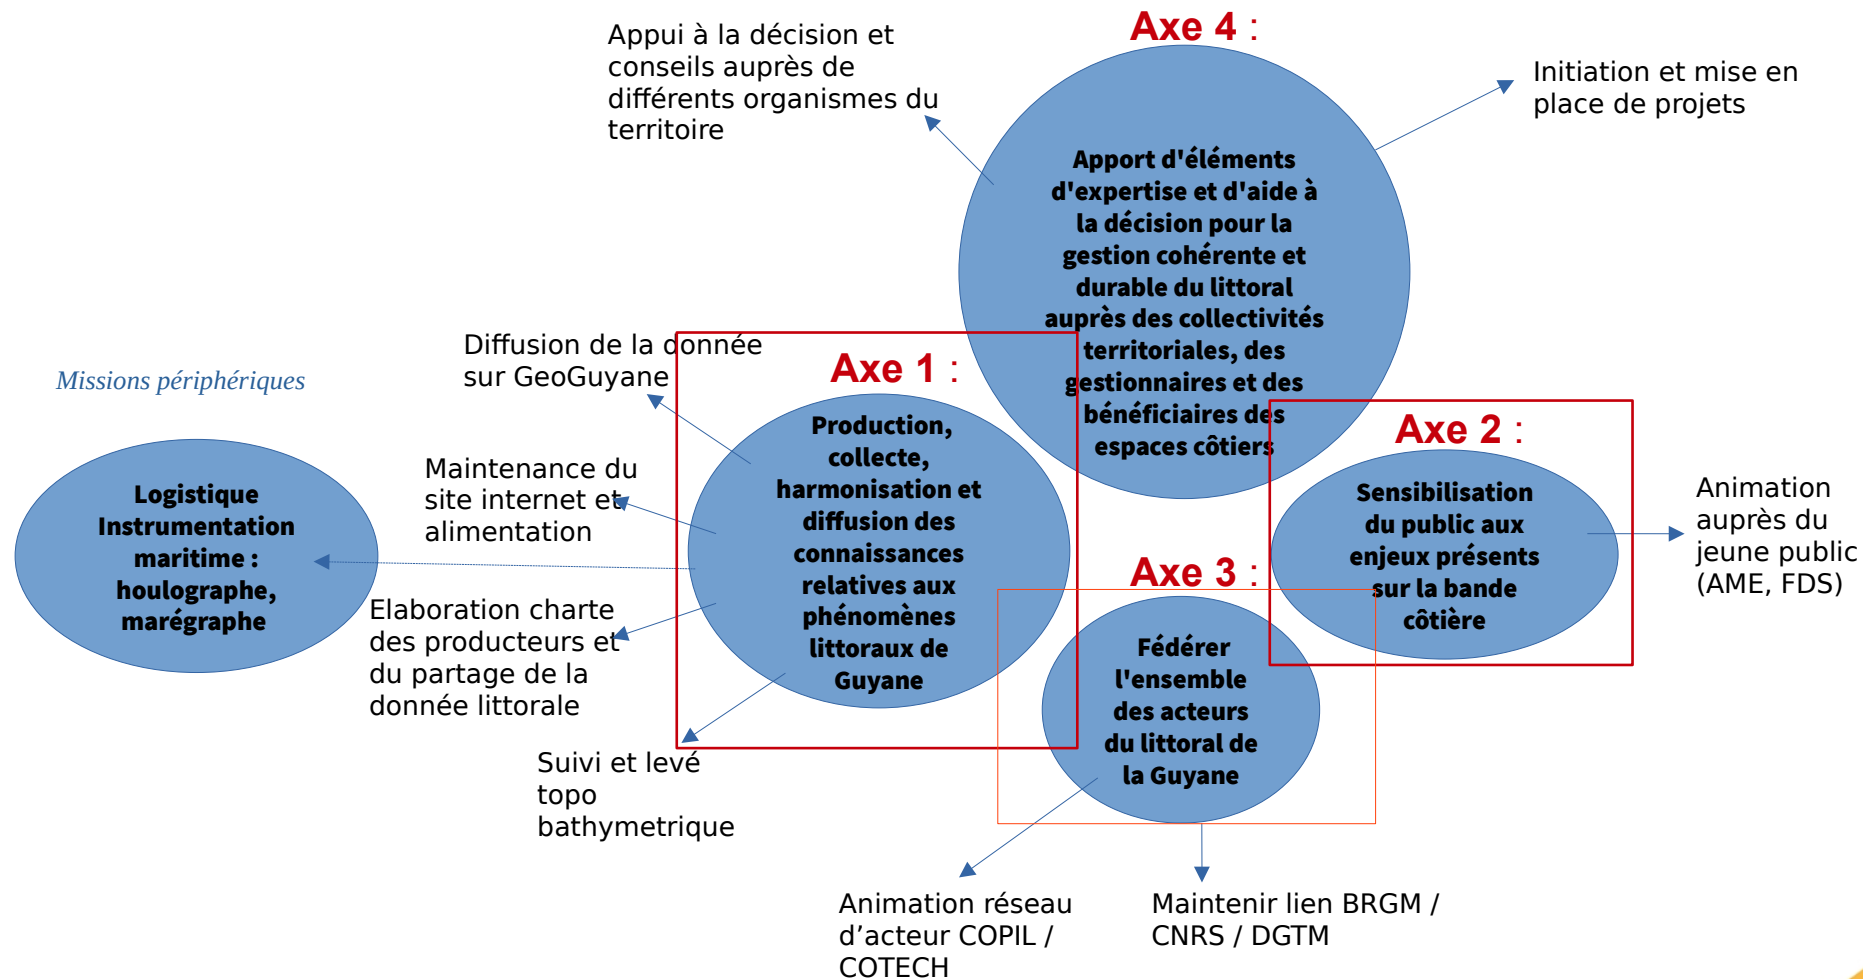 Axe 4 :
Appui à la décision et
conseils auprès de
différents organismes du
territoire
Initiation et mise en
place de projets
Apport d'éléments
d'expertise et d'aide à
la décision pour la
gestion cohérente et
durable du littoral
auprès des collectivités
territoriales, des
gestionnaires et des
bénéficiaires des
espaces côtiers
Missions périphériques
Logistique
Instrumentation
maritime :
houlographe,
marégraphe
Diffusion de la donnée
sur GeoGuyane
Maintenance du
site internet et
alimentation
Elaboration charte
des producteurs et
du partage de la
donnée littorale
Suivi et levé
topo
bathymetrique
Axe 1 :
Production,
collecte,
harmonisation et
diffusion des
connaissances
relatives aux
phénomènes
littoraux de
Guyane
Axe 2 :
Sensibilisation
du public aux
enjeux présents
sur la bande
côtière
Animation
auprès du
jeune public
(AME, FDS)
Axe 3 :
Fédérer
l'ensemble
des acteurs
du littoral de
la Guyane
Animation réseau
d’acteur COPIL /
COTECH
Maintenir lien BRGM /
CNRS / DGTM